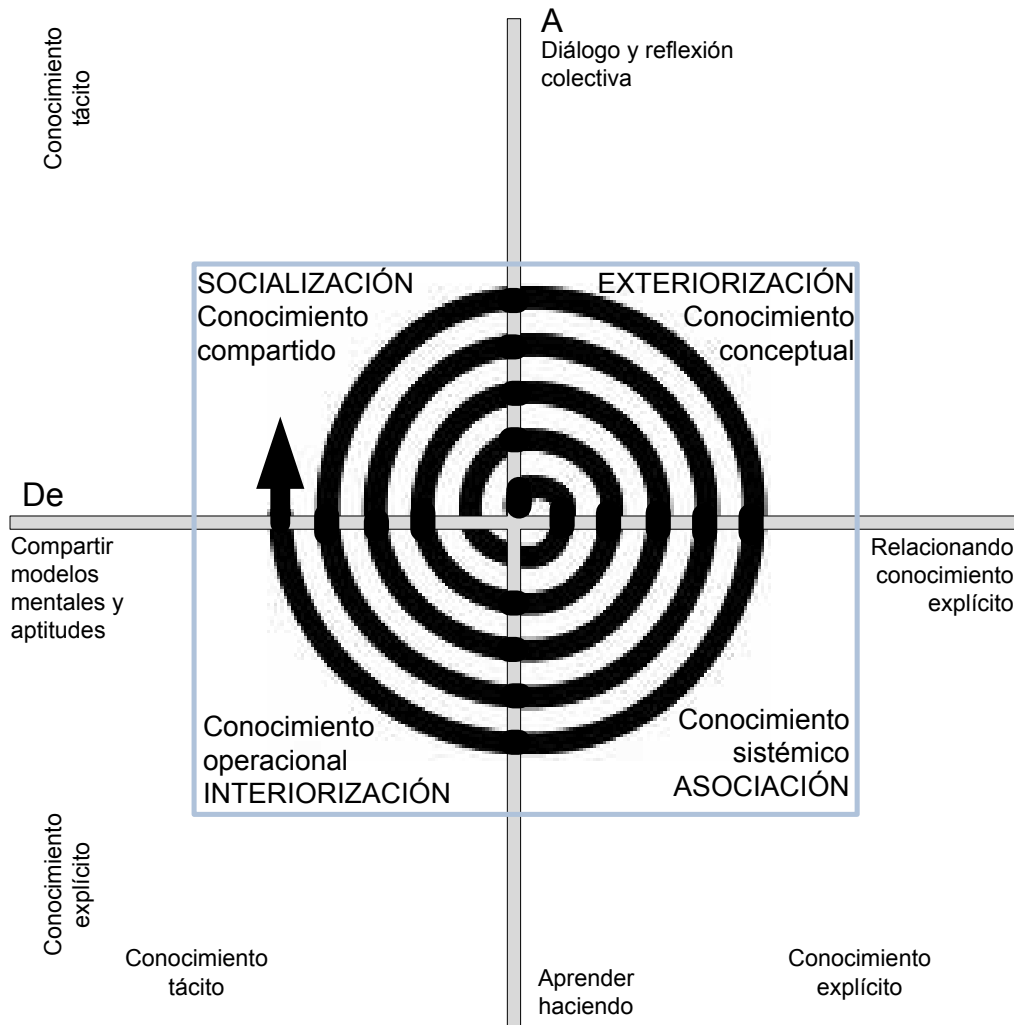 A
Diálogo y reflexión
colectiva
Conocimiento
tácito
SOCIALIZACIÓN
Conocimiento
compartido
EXTERIORIZACIÓN
Conocimiento
conceptual
De
Compartir
modelos
mentales y
aptitudes
Relacionando
conocimiento
explícito
Conocimiento
operacional
INTERIORIZACIÓN
Conocimiento
sistémico
ASOCIACIÓN
Conocimiento
explícito
Conocimiento
tácito
Aprender
haciendo
Conocimiento
explícito